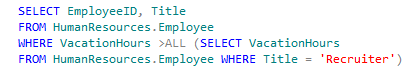 SELECT EmployeeID, Title
FROM HumanResources.Employee
WHERE VacationHours >ALL (SELECT VacationHours
FROM HumanResources.Employee WHERE Title = 'Recruiter')